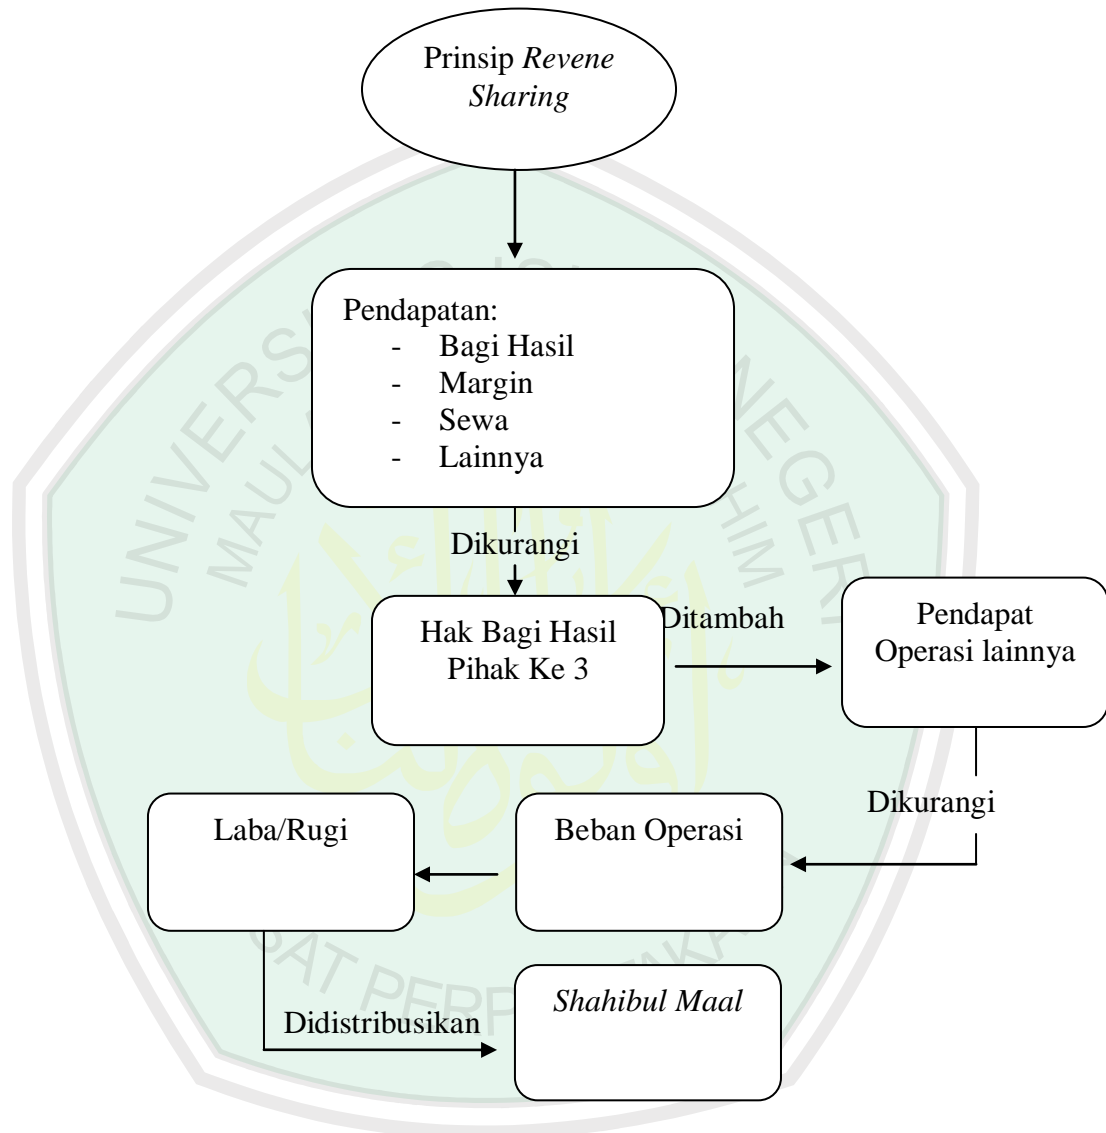 Prinsip Revene
Sharing
Pendapatan:
- Bagi Hasil
- Margin
- Sewa
- Lainnya
Dikurangi
Hak Bagi Hasil
Pihak Ke 3
Ditambah
Pendapat
Operasi lainnya
Dikurangi
Beban Operasi
Laba/Rugi
Didistribusikan
Shahibul Maal